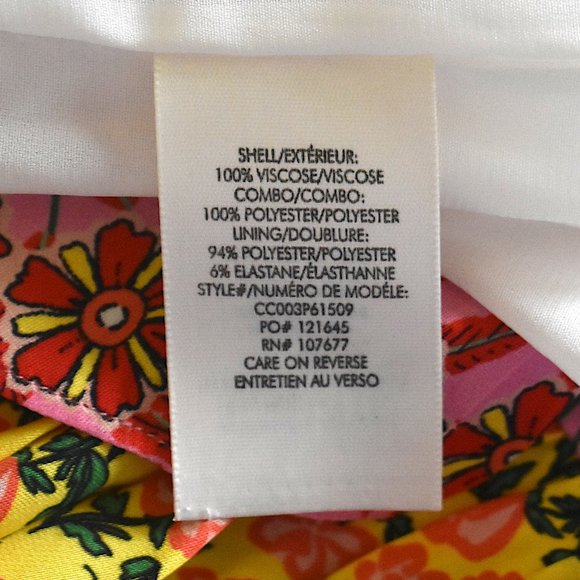 SHELL/EXTÉRIEUR:
100% VISCOSE/VISCOSE
COMBO/COMBO:
100% POLYESTER/POLYESTER
LINING/DOUBLURE:
94% POLYESTER/POLYESTER
6% ELASTANE/ÉLASTHANNE
STYLE#/NUMÉRO DE MODÉLE:
CC003P61509
PO# 121645
RN# 107677
CARE ON REVERSE
ENTRETIEN AU VERSO